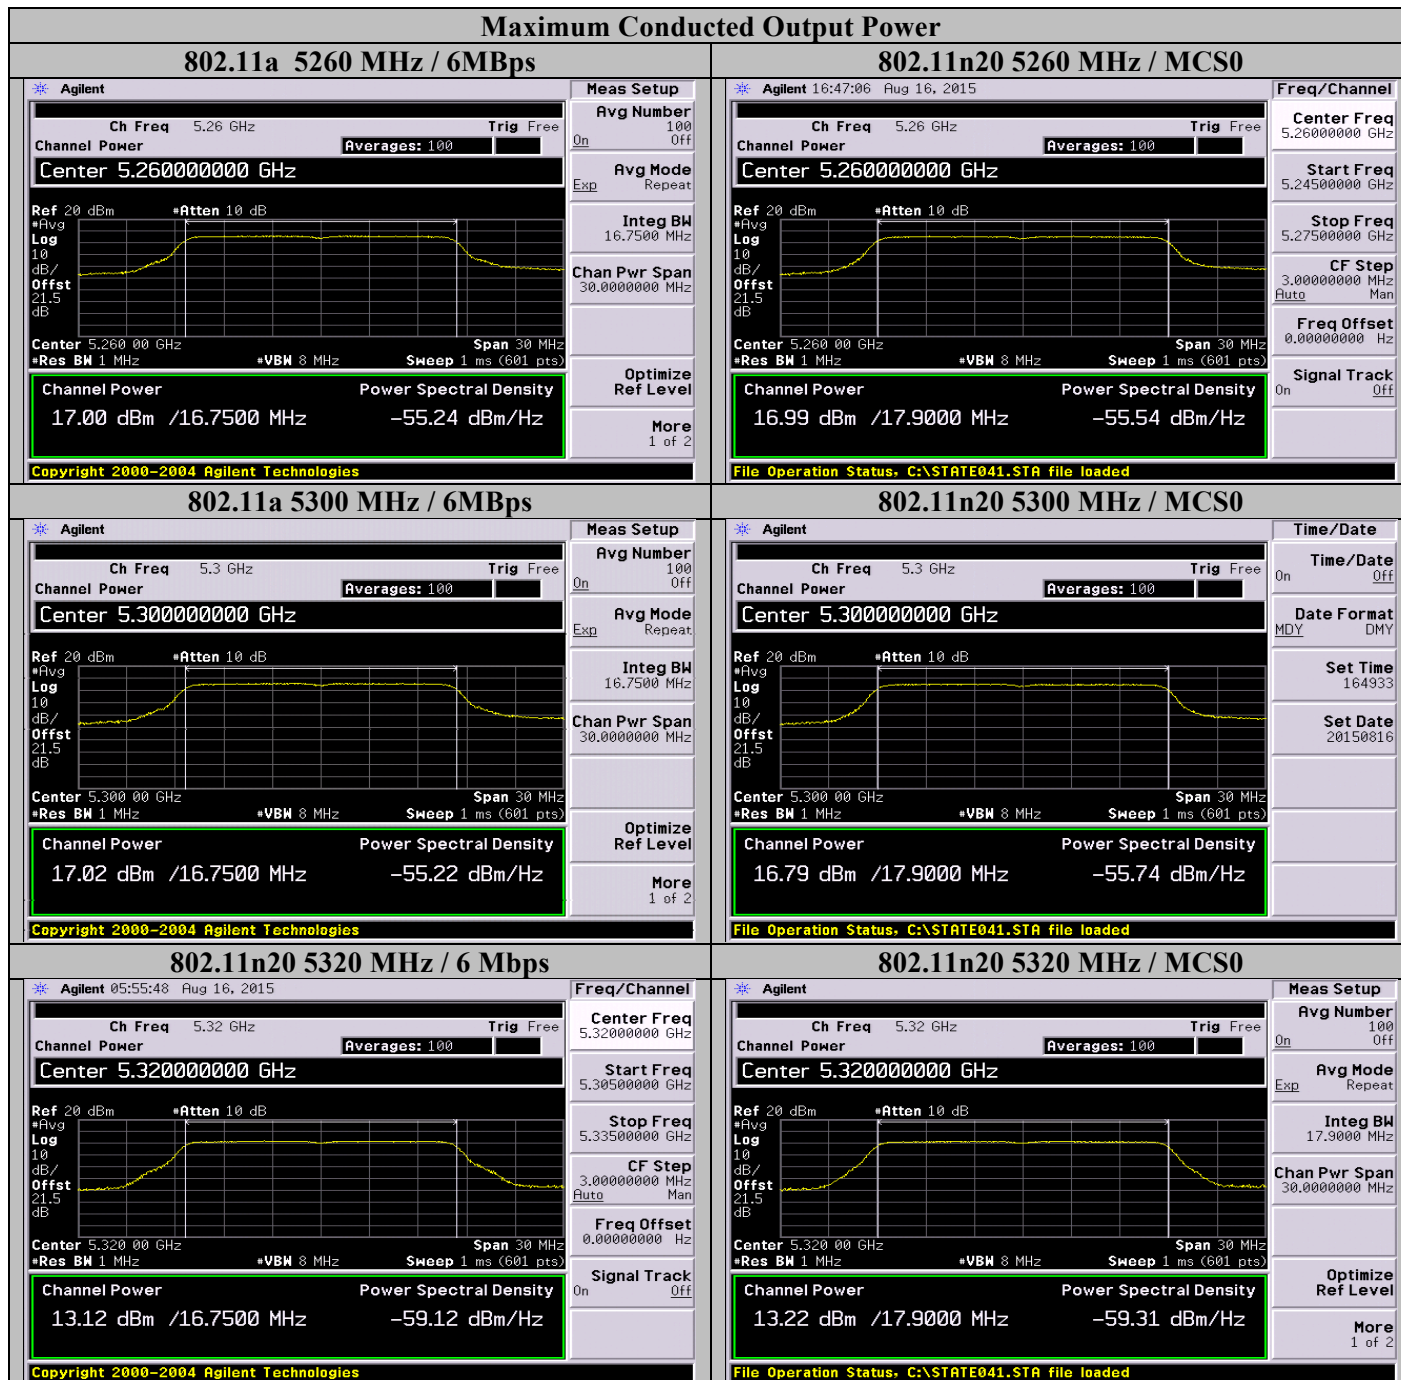 Maximum Conducted Output Power
802.11a 5260 MHz / 6MBps
802.11n20 5260 MHz / MCS0
Agilent
Meas Setup
Ch Freq 5.26 GHz Trig Free
Channel Power Averages: 100
Center 5.260000000 GHz
Ref 20 dBm #Atten 10 dB
#Avg
Log
10
dB/
Offst
21.5
dB
Center 5.260 00 GHz Span 30 MHz
#Res BW 1 MHz #VBW 8 MHz Sweep 1 ms (601 pts)
Channel Power Power Spectral Density
17.00 dBm /16.7500 MHz -55.24 dBm/Hz
Copyright 2000-2004 Agilent Technologies
Avg Number
100
On Off
Avg Mode
Exp Repeat
Integ BW
16.7500 MHz
Chan Pwr Span
30.0000000 MHz
Optimize
Ref Level
More
1 of 2
Agilent 16:47:06 Aug 16, 2015
Freq/Channel
Ch Freq 5.26 GHz Trig Free
Channel Power Averages: 100
Center 5.260000000 GHz
Ref 20 dBm #Atten 10 dB
#Avg
Log
10
dB/
Offst
21.5
dB
Center 5.260 00 GHz Span 30 MHz
#Res BW 1 MHz #VBW 8 MHz Sweep 1 ms (601 pts)
Channel Power Power Spectral Density
16.99 dBm /17.9000 MHz -55.54 dBm/Hz
File Operation Status, C:\STATE041.STA file loaded
Center Freq
5.26000000 GHz
Start Freq
5.24500000 GHz
Stop Freq
5.27500000 GHz
CF Step
3.00000000 MHz
Auto Man
Freq Offset
0.00000000 Hz
Signal Track
On Off
802.11a 5300 MHz / 6MBps
802.11n20 5300 MHz / MCS0
Agilent
Meas Setup
Ch Freq 5.3 GHz Trig Free
Channel Power Averages: 100
Center 5.300000000 GHz
Ref 20 dBm #Atten 10 dB
#Avg
Log
10
dB/
Offst
21.5
dB
Center 5.300 00 GHz Span 30 MHz
#Res BW 1 MHz #VBW 8 MHz Sweep 1 ms (601 pts)
Channel Power Power Spectral Density
17.02 dBm /16.7500 MHz -55.22 dBm/Hz
Copyright 2000-2004 Agilent Technologies
Avg Number
100
On Off
Avg Mode
Exp Repeat
Integ BW
16.7500 MHz
Chan Pwr Span
30.0000000 MHz
Optimize
Ref Level
More
1 of 2
Agilent
Time/Date
Ch Freq 5.3 GHz Trig Free
Channel Power Averages: 100
Center 5.300000000 GHz
Ref 20 dBm #Atten 10 dB
#Avg
Log
10
dB/
Offst
21.5
dB
Center 5.300 00 GHz Span 30 MHz
#Res BW 1 MHz #VBW 8 MHz Sweep 1 ms (601 pts)
Channel Power Power Spectral Density
16.79 dBm /17.9000 MHz -55.74 dBm/Hz
File Operation Status, C:\STATE041.STA file loaded
Time/Date
On Off
Date Format
MDY DMY
Set Time
164933
Set Date
20150816
802.11n20 5320 MHz / 6 Mbps
802.11n20 5320 MHz / MCS0
Agilent 05:55:48 Aug 16, 2015
Freq/Channel
Ch Freq 5.32 GHz Trig Free
Channel Power Averages: 100
Center 5.320000000 GHz
Ref 20 dBm #Atten 10 dB
#Avg
Log
10
dB/
Offst
21.5
dB
Center 5.320 00 GHz Span 30 MHz
#Res BW 1 MHz #VBW 8 MHz Sweep 1 ms (601 pts)
Channel Power Power Spectral Density
13.12 dBm /16.7500 MHz -59.12 dBm/Hz
Copyright 2000-2004 Agilent Technologies
Center Freq
5.32000000 GHz
Start Freq
5.30500000 GHz
Stop Freq
5.33500000 GHz
CF Step
3.00000000 MHz
Auto Man
Freq Offset
0.00000000 Hz
Signal Track
On Off
Agilent
Meas Setup
Ch Freq 5.32 GHz Trig Free
Channel Power Averages: 100
Center 5.320000000 GHz
Ref 20 dBm #Atten 10 dB
#Avg
Log
10
dB/
Offst
21.5
dB
Center 5.320 00 GHz Span 30 MHz
#Res BW 1 MHz #VBW 8 MHz Sweep 1 ms (601 pts)
Channel Power Power Spectral Density
13.22 dBm /17.9000 MHz -59.31 dBm/Hz
File Operation Status, C:\STATE041.STA file loaded
Avg Number
100
On Off
Avg Mode
Exp Repeat
Integ BW
17.9000 MHz
Chan Pwr Span
30.0000000 MHz
Optimize
Ref Level
More
1 of 2